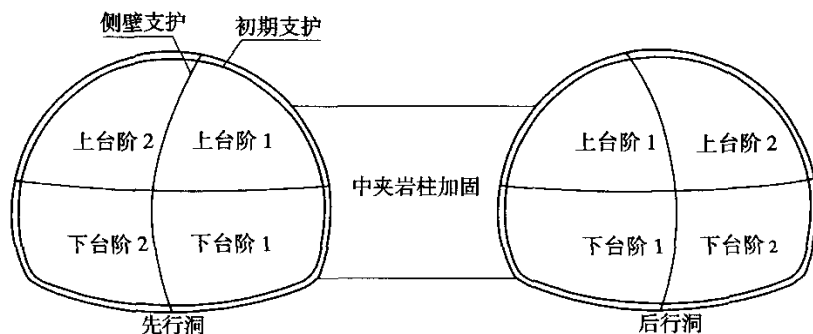 侧壁支护
初期支护
上台阶 2
上台阶 1
上台阶 1
上台阶 2
中夹岩柱加固
下台阶 2
下台阶 1
下台阶 1
下台阶 2
先行洞
后行洞